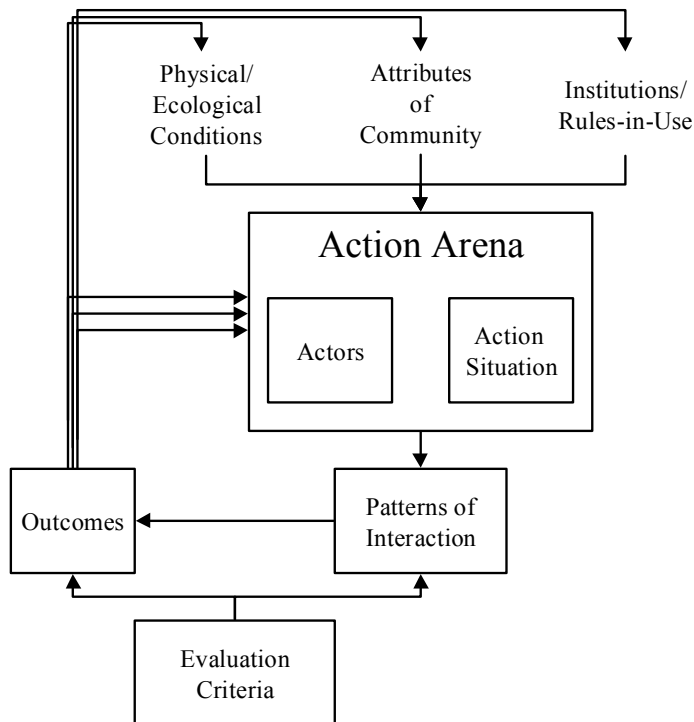 Physical/
Ecological
Conditions
Attributes
of
Community
Institutions/
Rules-in-Use
Action Arena
Actors
Action
Situation
Outcomes
Patterns of
Interaction
Evaluation
Criteria